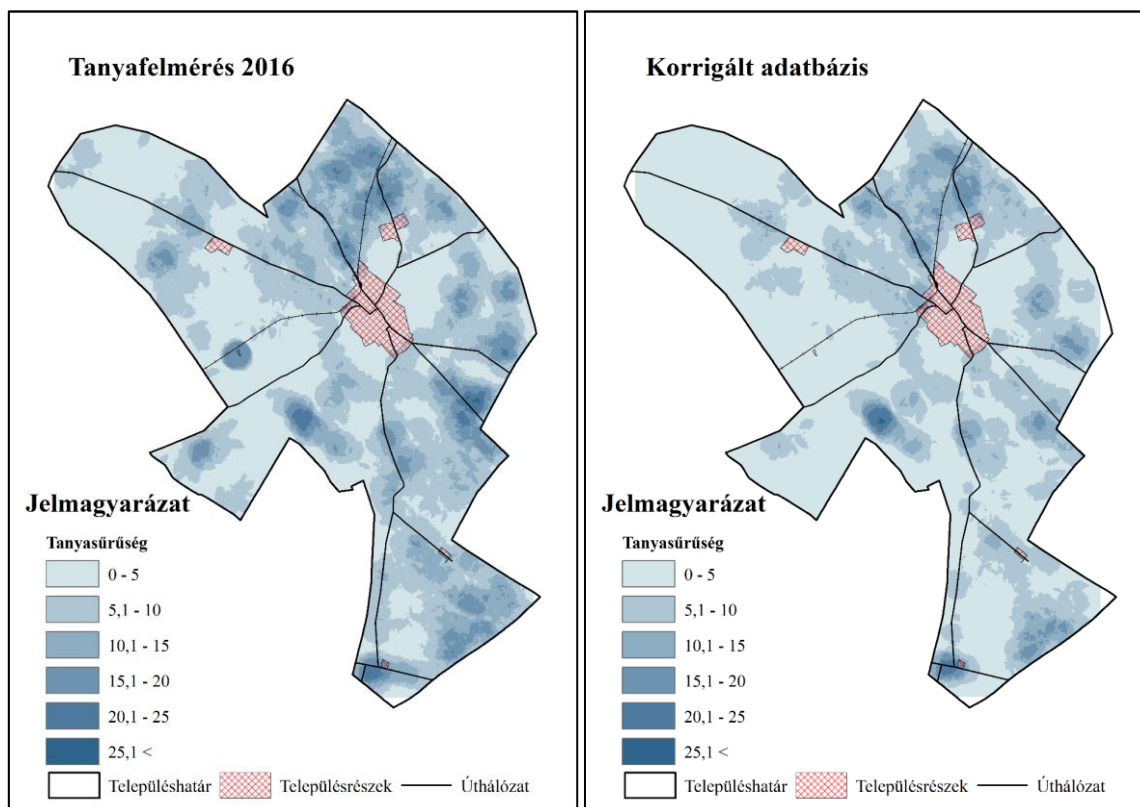 Tanyafelmérés 2016
Jelmagyarázat
Tanyasűrűség
0 - 5
5,1 - 10
10,1 - 15
15,1 - 20
20,1 - 25
25,1 <
Településhatár
Településrészek
Úthálózat
Korrigált adatbázis
Jelmagyarázat
Tanyasűrűség
0 - 5
5,1 - 10
10,1 - 15
15,1 - 20
20,1 - 25
25,1 <
Településhatár
Településrészek
Úthálózat